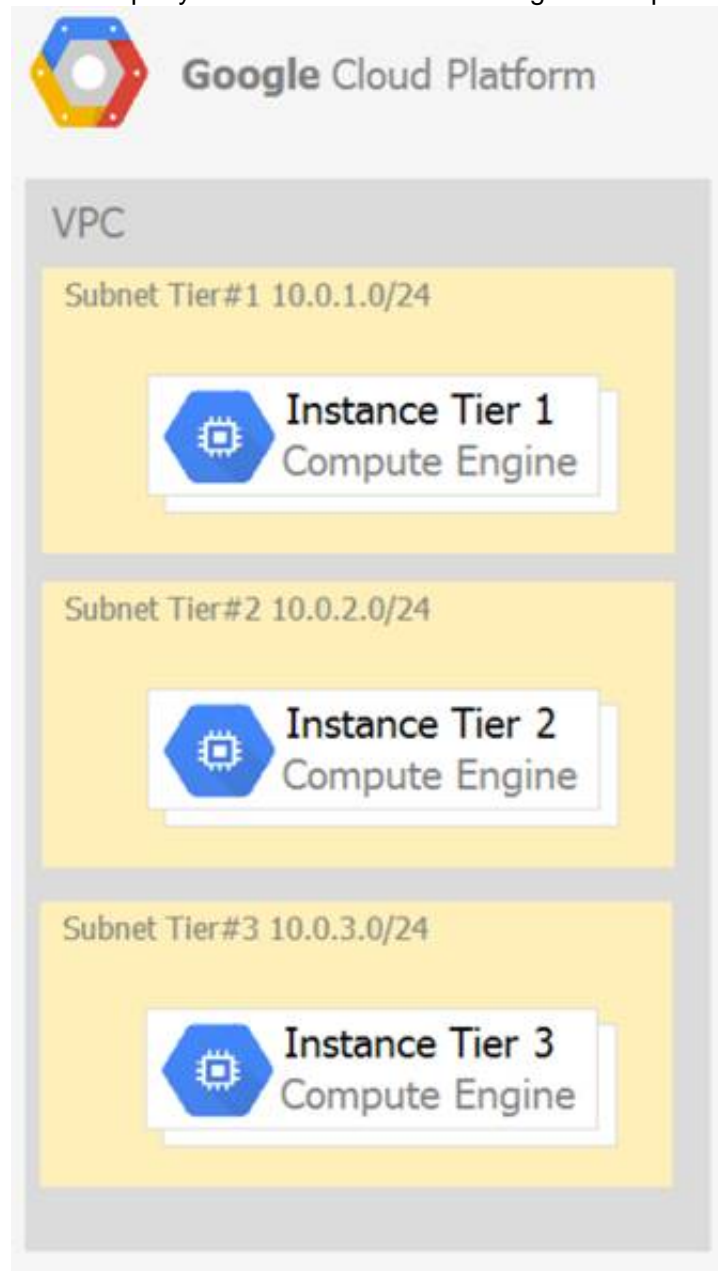 Google Cloud Platform
VPC
Subnet Tier#1 10.0.1.0/24
Instance Tier 1
Compute Engine
Subnet Tier#2 10.0.2.0/24
Instance Tier 2
Compute Engine
Subnet Tier#3 10.0.3.0/24
Instance Tier 3
Compute Engine